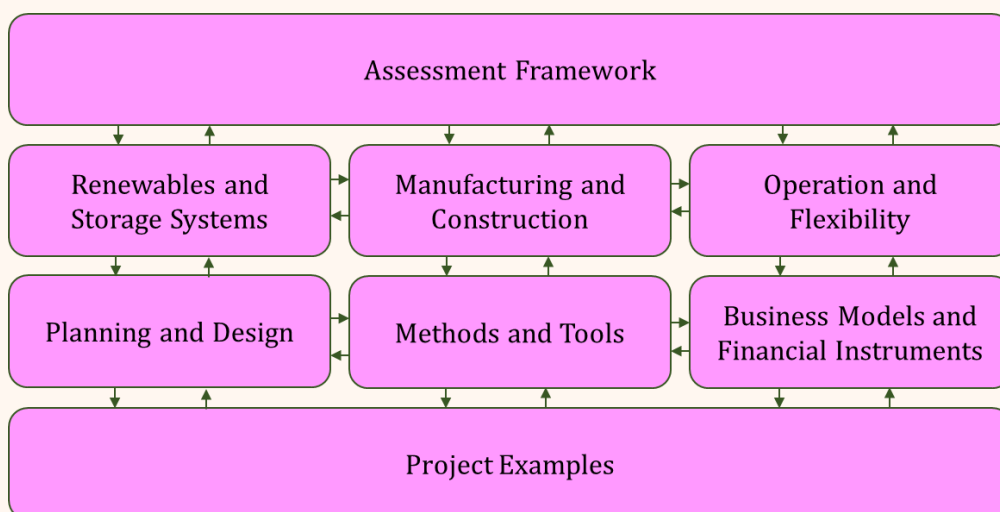 Assessment Framework
Renewables and
Storage Systems
Manufacturing and
Construction
Operation and
Flexibility
Planning and Design
Methods and Tools
Business Models and
Financial Instruments
Project Examples